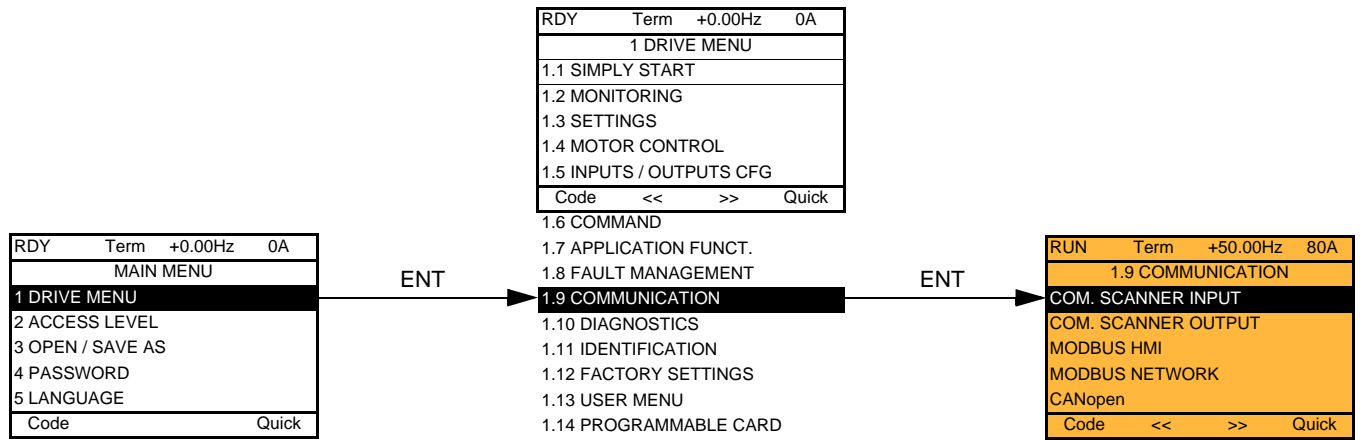 RDY Term +0.00Hz 0A
1 DRIVE MENU
1.1 SIMPLY START
1.2 MONITORING
1.3 SETTINGS
1.4 MOTOR CONTROL
1.5 INPUTS / OUTPUTS CFG
Code << >> Quick
1.6 COMMAND
1.7 APPLICATION FUNCT.
1.8 FAULT MANAGEMENT
1.9 COMMUNICATION
1.10 DIAGNOSTICS
1.11 IDENTIFICATION
1.12 FACTORY SETTINGS
1.13 USER MENU
1.14 PROGRAMMABLE CARD
RDY Term +0.00Hz 0A
MAIN MENU
1 DRIVE MENU
2 ACCESS LEVEL
3 OPEN / SAVE AS
4 PASSWORD
5 LANGUAGE
Code Quick
ENT
ENT
RUN Term +50.00Hz 80A
1.9 COMMUNICATION
COM. SCANNER INPUT
COM. SCANNER OUTPUT
MODBUS HMI
MODBUS NETWORK
CANopen
Code << >> Quick